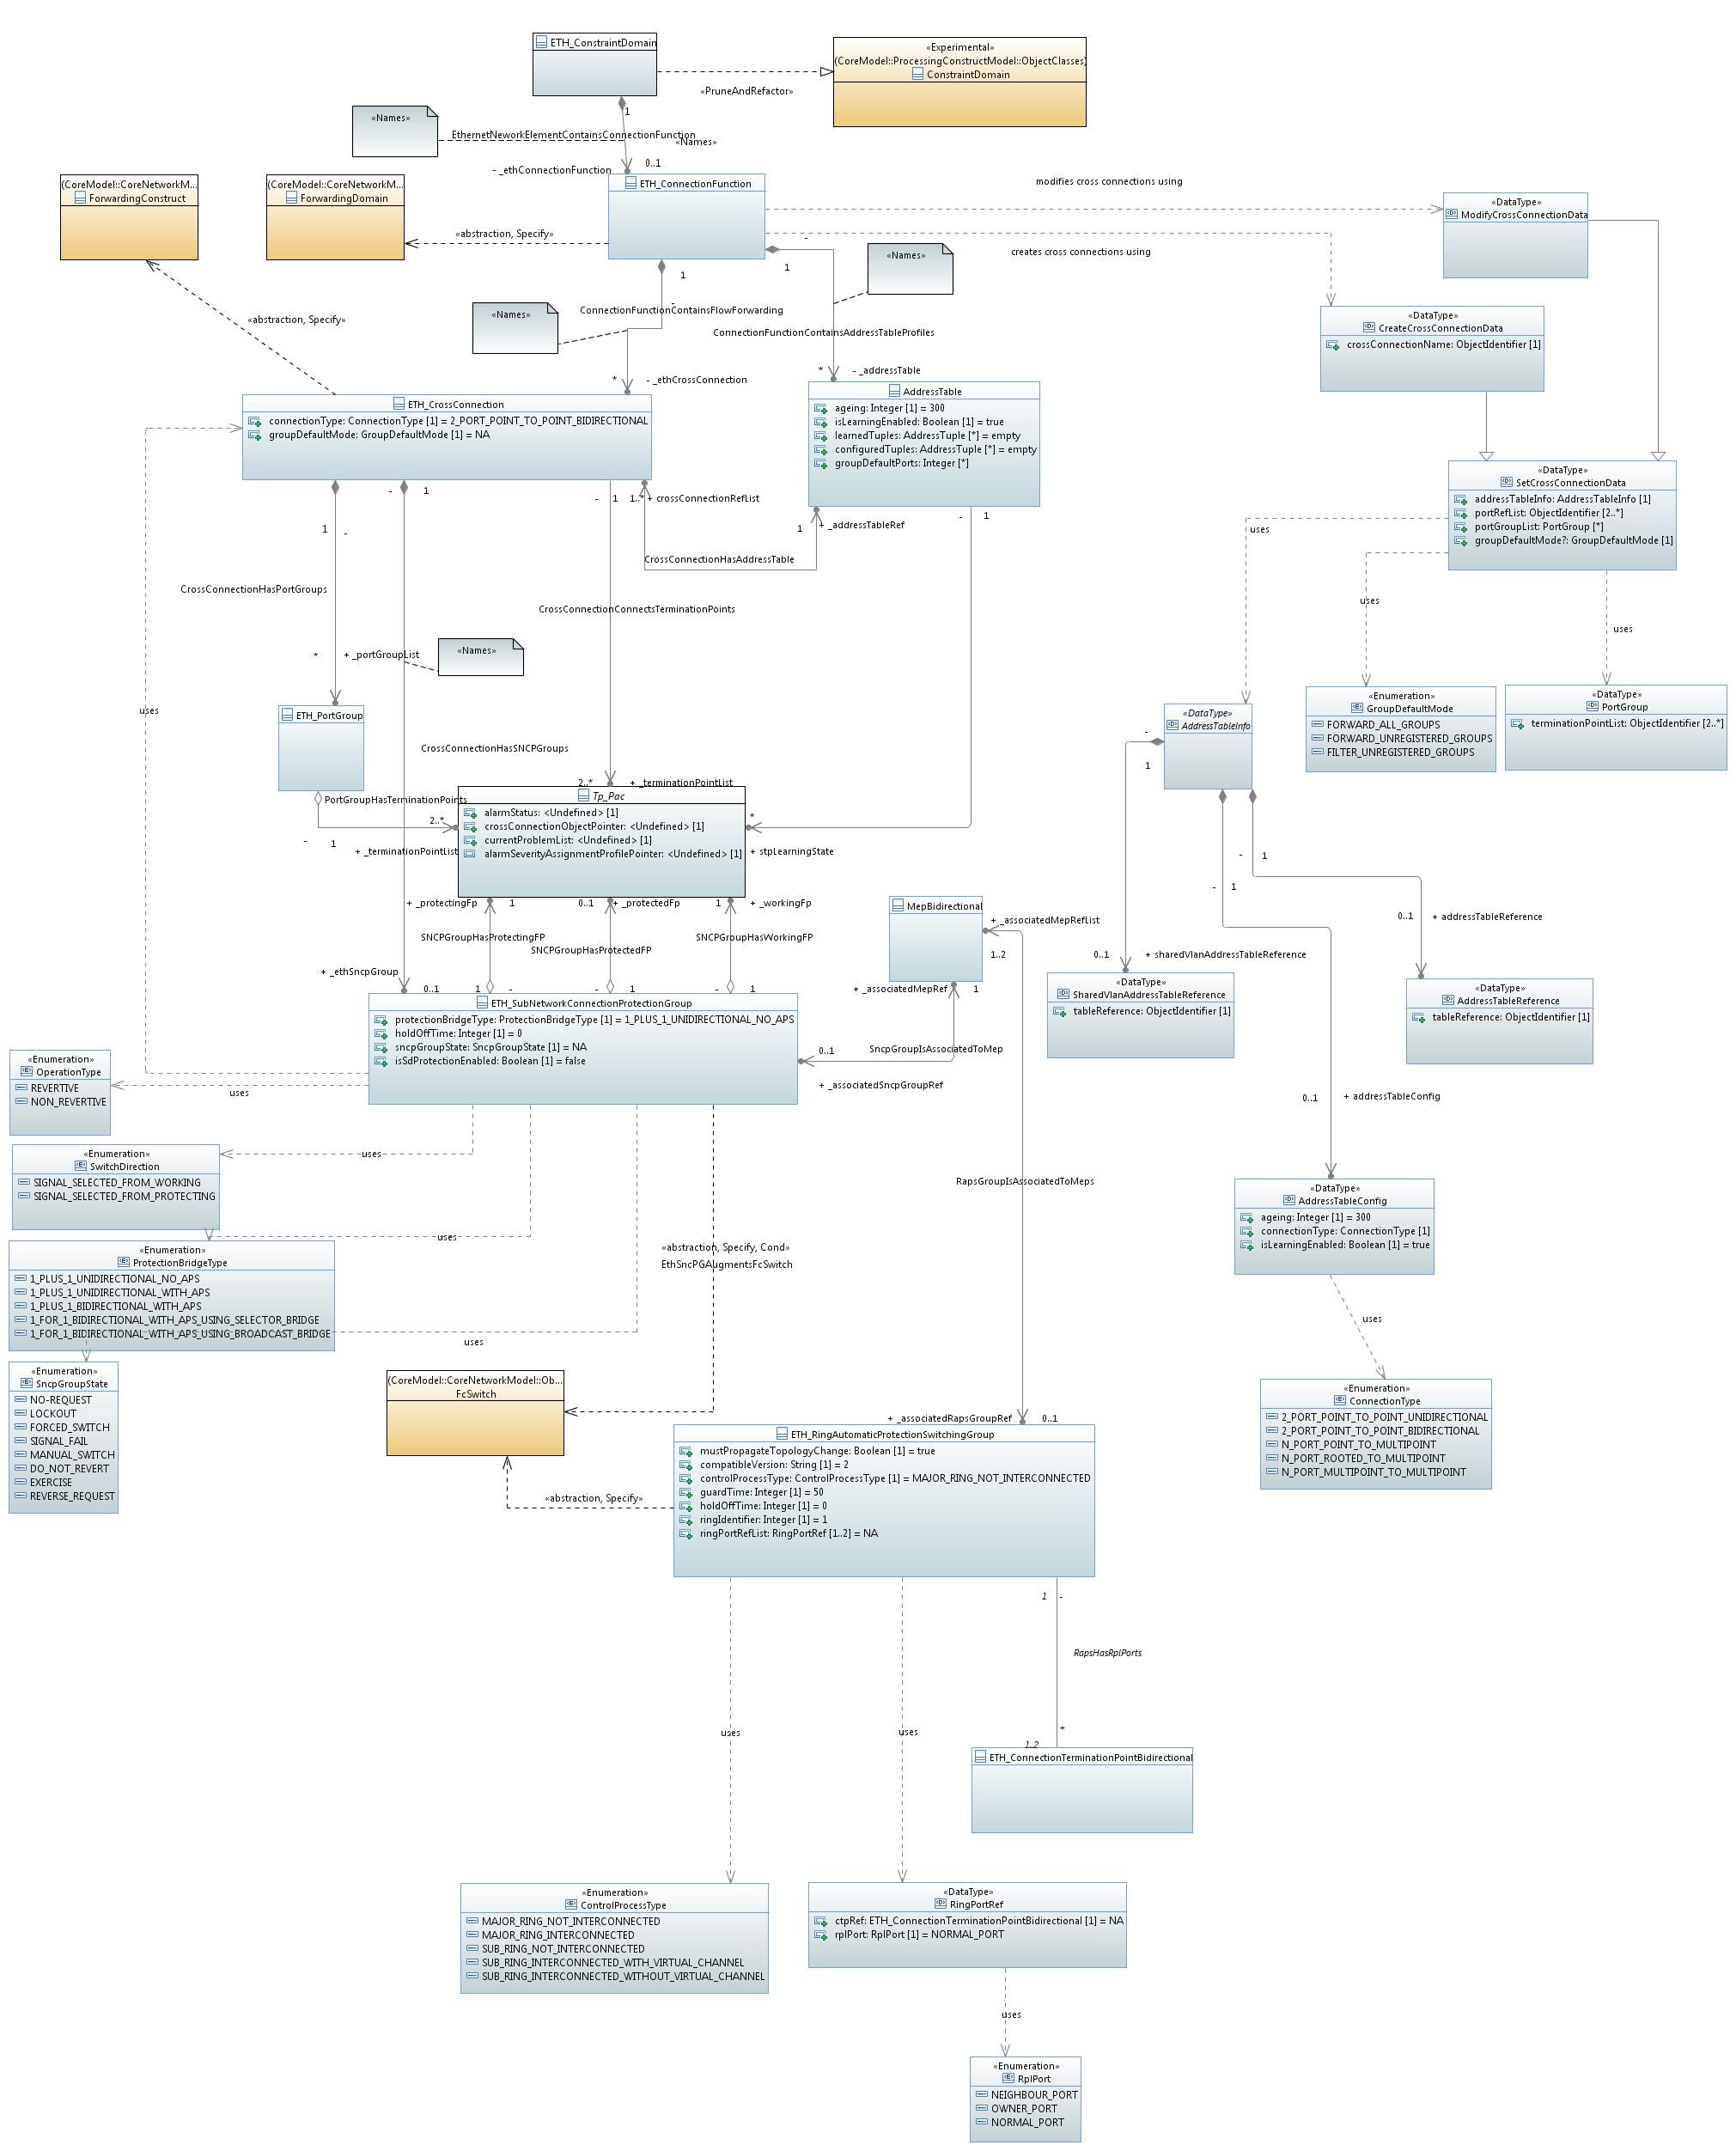 ETH_ConstraintDomain
«Experimental»
(CoreModel::ProcessingConstructModel::ObjectClasses)
ConstraintDomain
«PruneAndRefactor»
1
«Names»
EthernetNeworkElementContainsConnectionFunction
«Names»
0..1
- _ethConnectionFunction
(CoreModel::CoreNetworkM...
ForwardingConstruct
(CoreModel::CoreNetworkM...
ForwardingDomain
ETH_ConnectionFunction
modifies cross connections using
«DataType»
ModifyCrossConnectionData
«abstraction, Specify»
-
1
1
«Names»
creates cross connections using
-
ConnectionFunctionContainsFlowForwarding
«Names»
«abstraction, Specify»
ConnectionFunctionContainsAddressTableProfiles
«DataType»
CreateCrossConnectionData
crossConnectionName: ObjectIdentifier [1]
*
- _ethCrossConnection
*
- _addressTable
ETH_CrossConnection
connectionType: ConnectionType [1] = 2_PORT_POINT_TO_POINT_BIDIRECTIONAL
groupDefaultMode: GroupDefaultMode [1] = NA
AddressTable
ageing: Integer [1] = 300
isLearningEnabled: Boolean [1] = true
learnedTuples: AddressTuple [*] = empty
configuredTuples: AddressTuple [*] = empty
groupDefaultPorts: Integer [*]
«DataType»
SetCrossConnectionData
addressTableInfo: AddressTableInfo [1]
portRefList: ObjectIdentifier [2..*]
portGroupList: PortGroup [*]
groupDefaultMode?: GroupDefaultMode [1]
-
1
-
1
1..*
+ crossConnectionRefList
1
+ _addressTableRef
-
1
1
-
uses
CrossConnectionHasAddressTable
CrossConnectionHasPortGroups
CrossConnectionConnectsTerminationPoints
uses
uses
*
+ _portGroupList
«Names»
uses
ETH_PortGroup
CrossConnectionHasSNCPGroups
«Enumeration»
GroupDefaultMode
FORWARD_ALL_GROUPS
FORWARD_UNREGISTERED_GROUPS
FILTER_UNREGISTERED_GROUPS
«DataType»
PortGroup
terminationPointList: ObjectIdentifier [2..*]
«DataType»
AddressTableInfo
-
1
2..*
+ _terminationPointList
PortGroupHasTerminationPoints
2..*
-
1
+ _terminationPointList
Tp_Pac
alarmStatus: <Undefined> [1]
crossConnectionObjectPointer: <Undefined> [1]
currentProblemList: <Undefined> [1]
alarmSeverityAssignmentProfilePointer: <Undefined> [1]
*
+ stpLearningState
-
1
-
1
+ _protectingFp
1
0..1
+ _protectedFp
1
+ _workingFp
SNCPGroupHasProtectingFP
SNCPGroupHasProtectedFP
SNCPGroupHasWorkingFP
MepBidirectional
+ _associatedMepRefList
1..2
0..1
+ addressTableReference
0..1
+ sharedVlanAddressTableReference
+ _ethSncpGroup
0..1
1
-
-
1
-
1
+ _associatedMepRef
1
ETH_SubNetworkConnectionProtectionGroup
protectionBridgeType: ProtectionBridgeType [1] = 1_PLUS_1_UNIDIRECTIONAL_NO_APS
holdOffTime: Integer [1] = 0
sncpGroupState: SncpGroupState [1] = NA
isSdProtectionEnabled: Boolean [1] = false
«DataType»
SharedVlanAddressTableReference
tableReference: ObjectIdentifier [1]
«DataType»
AddressTableReference
tableReference: ObjectIdentifier [1]
0..1
SncpGroupIsAssociatedToMep
+ _associatedSncpGroupRef
«Enumeration»
OperationType
REVERTIVE
NON_REVERTIVE
uses
0..1
+ addressTableConfig
«Enumeration»
SwitchDirection
SIGNAL_SELECTED_FROM_WORKING
SIGNAL_SELECTED_FROM_PROTECTING
uses
RapsGroupIsAssociatedToMeps
«DataType»
AddressTableConfig
ageing: Integer [1] = 300
connectionType: ConnectionType [1]
isLearningEnabled: Boolean [1] = true
uses
«Enumeration»
ProtectionBridgeType
1_PLUS_1_UNIDIRECTIONAL_NO_APS
1_PLUS_1_UNIDIRECTIONAL_WITH_APS
1_PLUS_1_BIDIRECTIONAL_WITH_APS
1_FOR_1_BIDIRECTIONAL_WITH_APS_USING_SELECTOR_BRIDGE
1_FOR_1_BIDIRECTIONAL_WITH_APS_USING_BROADCAST_BRIDGE
«abstraction, Specify, Cond»
EthSncPGAugmentsFcSwitch
uses
uses
«Enumeration»
SncpGroupState
NO-REQUEST
LOCKOUT
FORCED_SWITCH
SIGNAL_FAIL
MANUAL_SWITCH
DO_NOT_REVERT
EXERCISE
REVERSE_REQUEST
(CoreModel::CoreNetworkModel::Ob...
FcSwitch
«Enumeration»
ConnectionType
2_PORT_POINT_TO_POINT_UNIDIRECTIONAL
2_PORT_POINT_TO_POINT_BIDIRECTIONAL
N_PORT_POINT_TO_MULTIPOINT
N_PORT_ROOTED_TO_MULTIPOINT
N_PORT_MULTIPOINT_TO_MULTIPOINT
+ _associatedRapsGroupRef
0..1
ETH_RingAutomaticProtectionSwitchingGroup
mustPropagateTopologyChange: Boolean [1] = true
compatibleVersion: String [1] = 2
controlProcessType: ControlProcessType [1] = MAJOR_RING_NOT_INTERCONNECTED
guardTime: Integer [1] = 50
holdOffTime: Integer [1] = 0
ringIdentifier: Integer [1] = 1
ringPortRefList: RingPortRef [1..2] = NA
«abstraction, Specify»
1
-
RapsHasRplPorts
uses
uses
*
1..2
ETH_ConnectionTerminationPointBidirectional
«Enumeration»
ControlProcessType
MAJOR_RING_NOT_INTERCONNECTED
MAJOR_RING_INTERCONNECTED
SUB_RING_NOT_INTERCONNECTED
SUB_RING_INTERCONNECTED_WITH_VIRTUAL_CHANNEL
SUB_RING_INTERCONNECTED_WITHOUT_VIRTUAL_CHANNEL
«DataType»
RingPortRef
ctpRef: ETH_ConnectionTerminationPointBidirectional [1] = NA
rplPort: RplPort [1] = NORMAL_PORT
uses
«Enumeration»
RplPort
NEIGHBOUR_PORT
OWNER_PORT
NORMAL_PORT